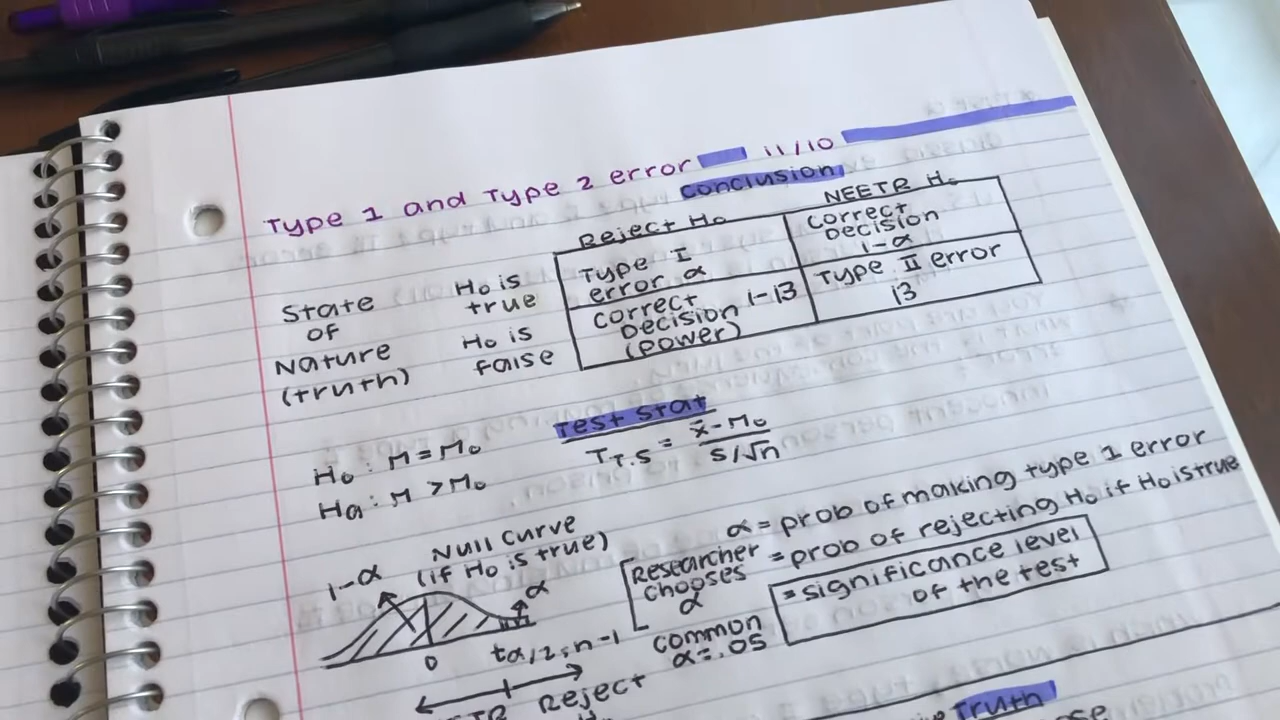 Type 1 and Type 2 error 11/10
conclusion
Reject H₀ NEETR H₀
State of Nature (truth)
H₀ is true
Type I error α
Correct Decision 1-α
H₀ is false
Correct Decision (power) 1-β
Type II error β
Test Stat
T T.S = x̄-M₀ / s/√n
H₀: M = M₀
Ha: M > M₀
α = prob of making type 1 error
= prob of rejecting H₀ if H₀ is true
= significance level of the test
Researcher chooses α
common α=.05
Null curve
(if H₀ is true)
1-α
α
0
tα/2, n-1
Reject
Truth